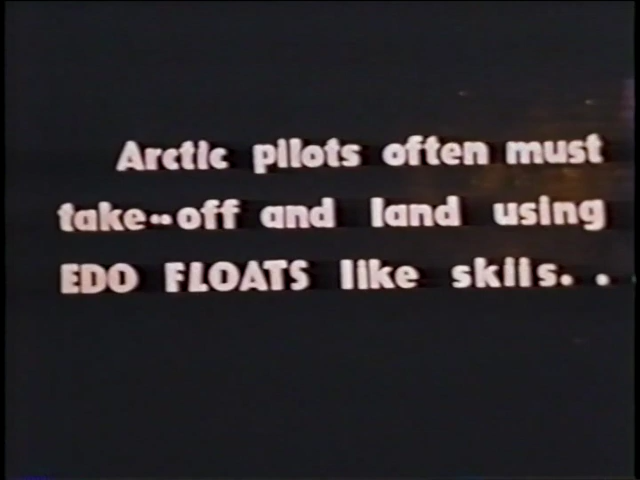 Arctic pilots often must
take--off and land using
EDO FLOATS like skiis. . .